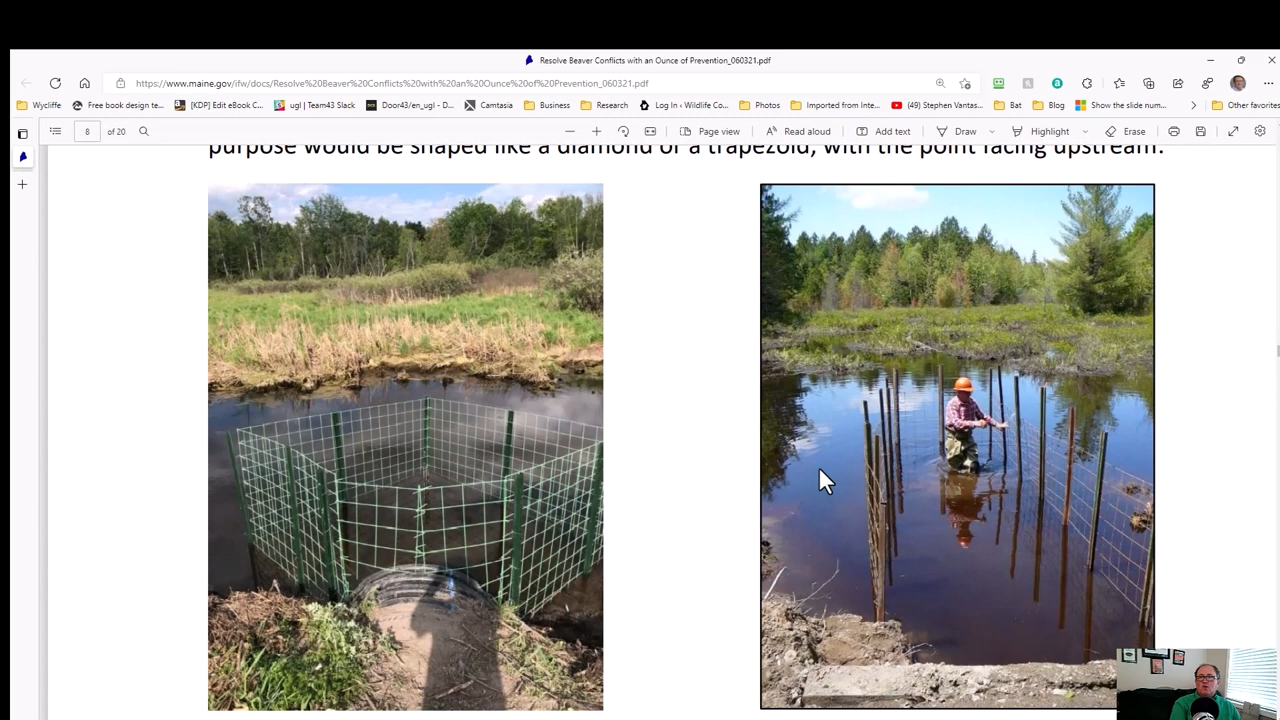 Resolve Beaver Conflicts with an Ounce of Prevention_060321.pdf
https://www.maine.gov/ifw/docs/Resolve%20Beaver%20Conflicts%20with%20an%20Ounce%20of%20Prevention_060321.pdf
Wycliffe Free book design te... [KDP] Edit eBook C... ugl | Team43 Slack Door43/en_ugl - D... Camtasia Business Research Log In ‹ Wildlife Co... Photos Imported from Inte... (49) Stephen Vantas... Bat Blog Show the slide num... Other favorites
8 of 20 Page view Read aloud Add text Draw Highlight Erase
purpose would be shaped like a diamond or a trapezoid, with the point facing upstream.